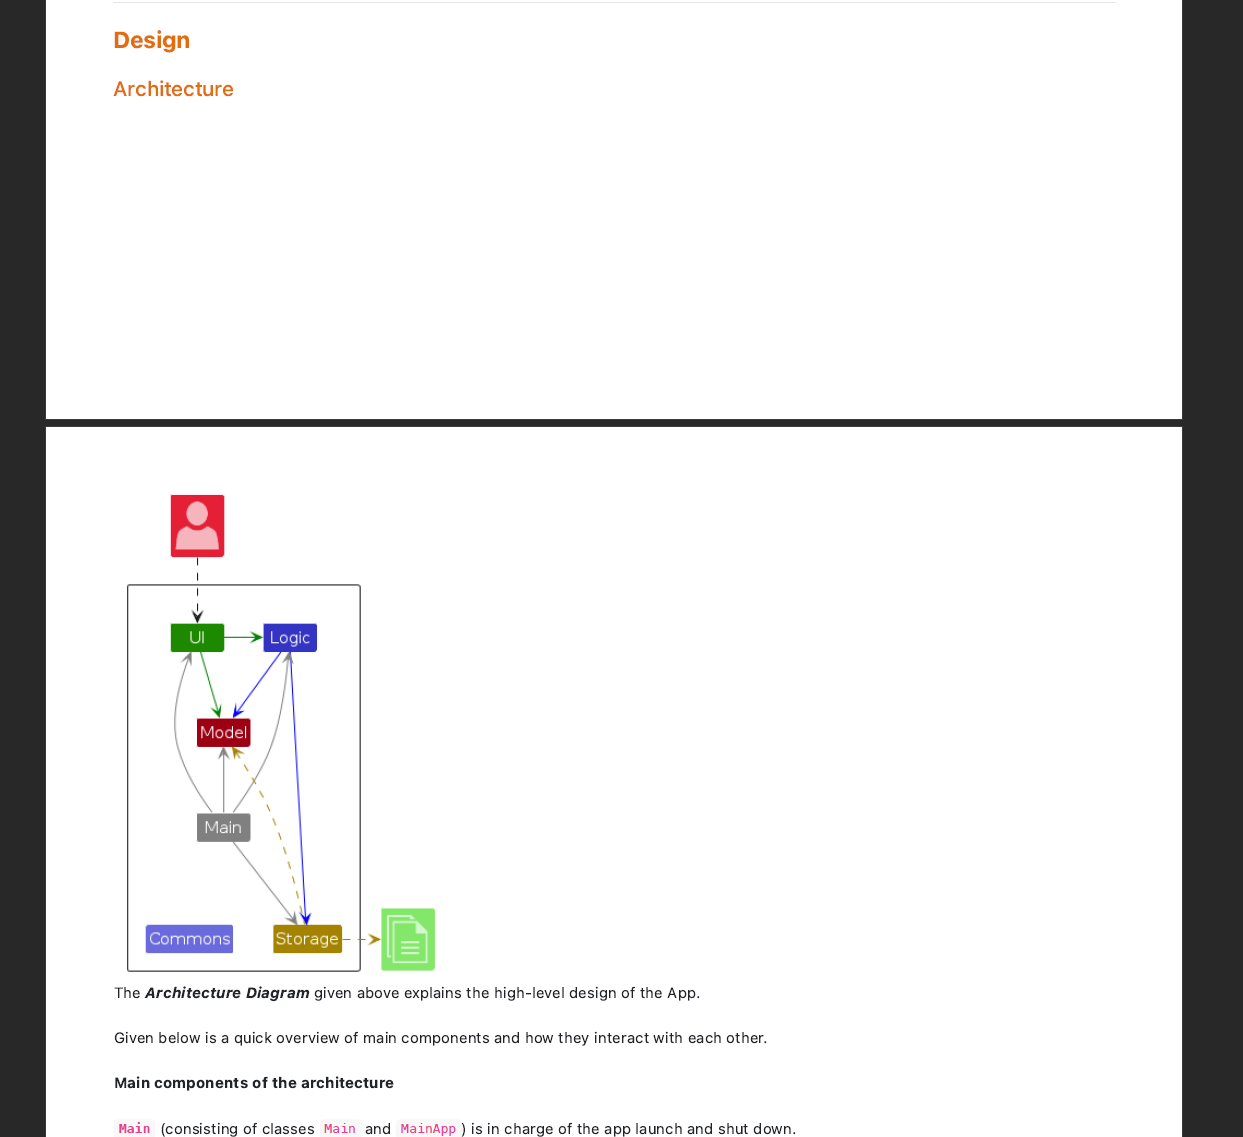 Design
Architecture
UI
Logic
Model
Main
Commons
Storage
The Architecture Diagram given above explains the high-level design of the App.
Given below is a quick overview of main components and how they interact with each other.
Main components of the architecture
Main (consisting of classes Main and MainApp) is in charge of the app launch and shut down.